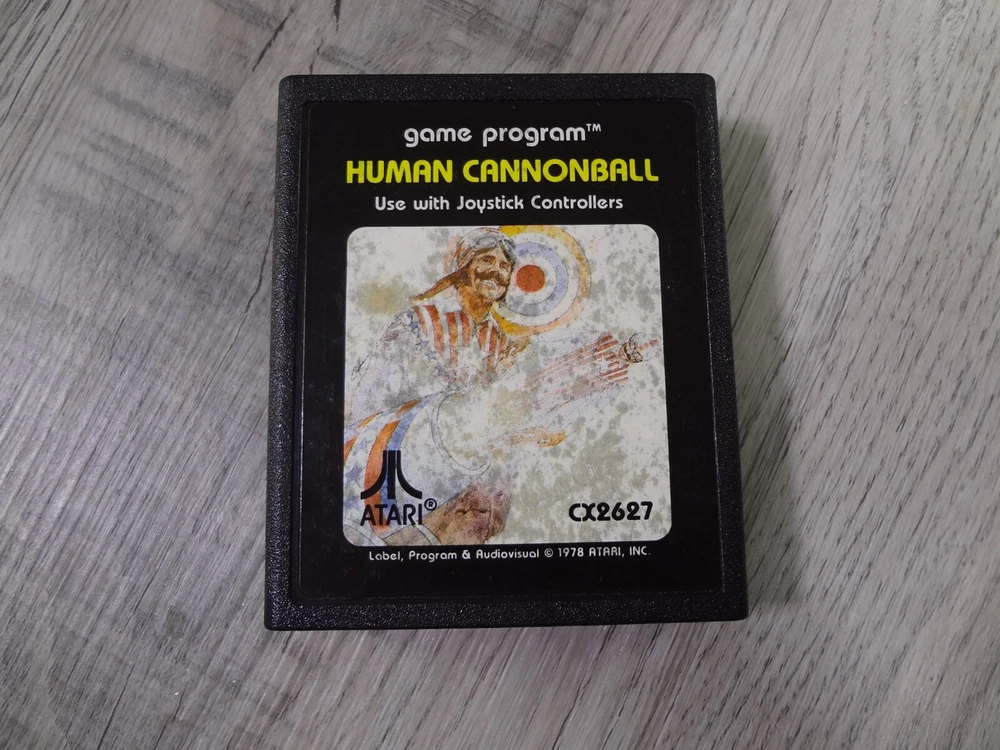 game program™
HUMAN CANNONBALL
Use with Joystick Controllers
ATARI®
CX2627
Label, Program & Audiovisual © 1978 ATARI, INC.